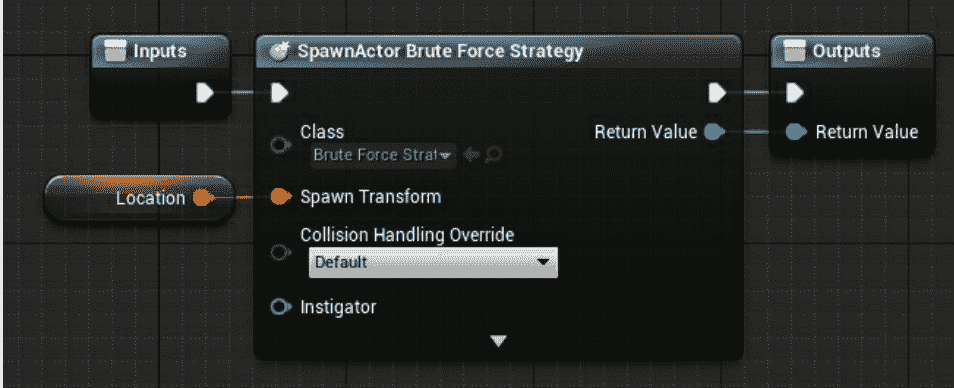 Inputs
SpawnActor Brute Force Strategy
Outputs
Class
Brute Force Strat
Return Value
Return Value
Location
Spawn Transform
Collision Handling Override
Default
Instigator